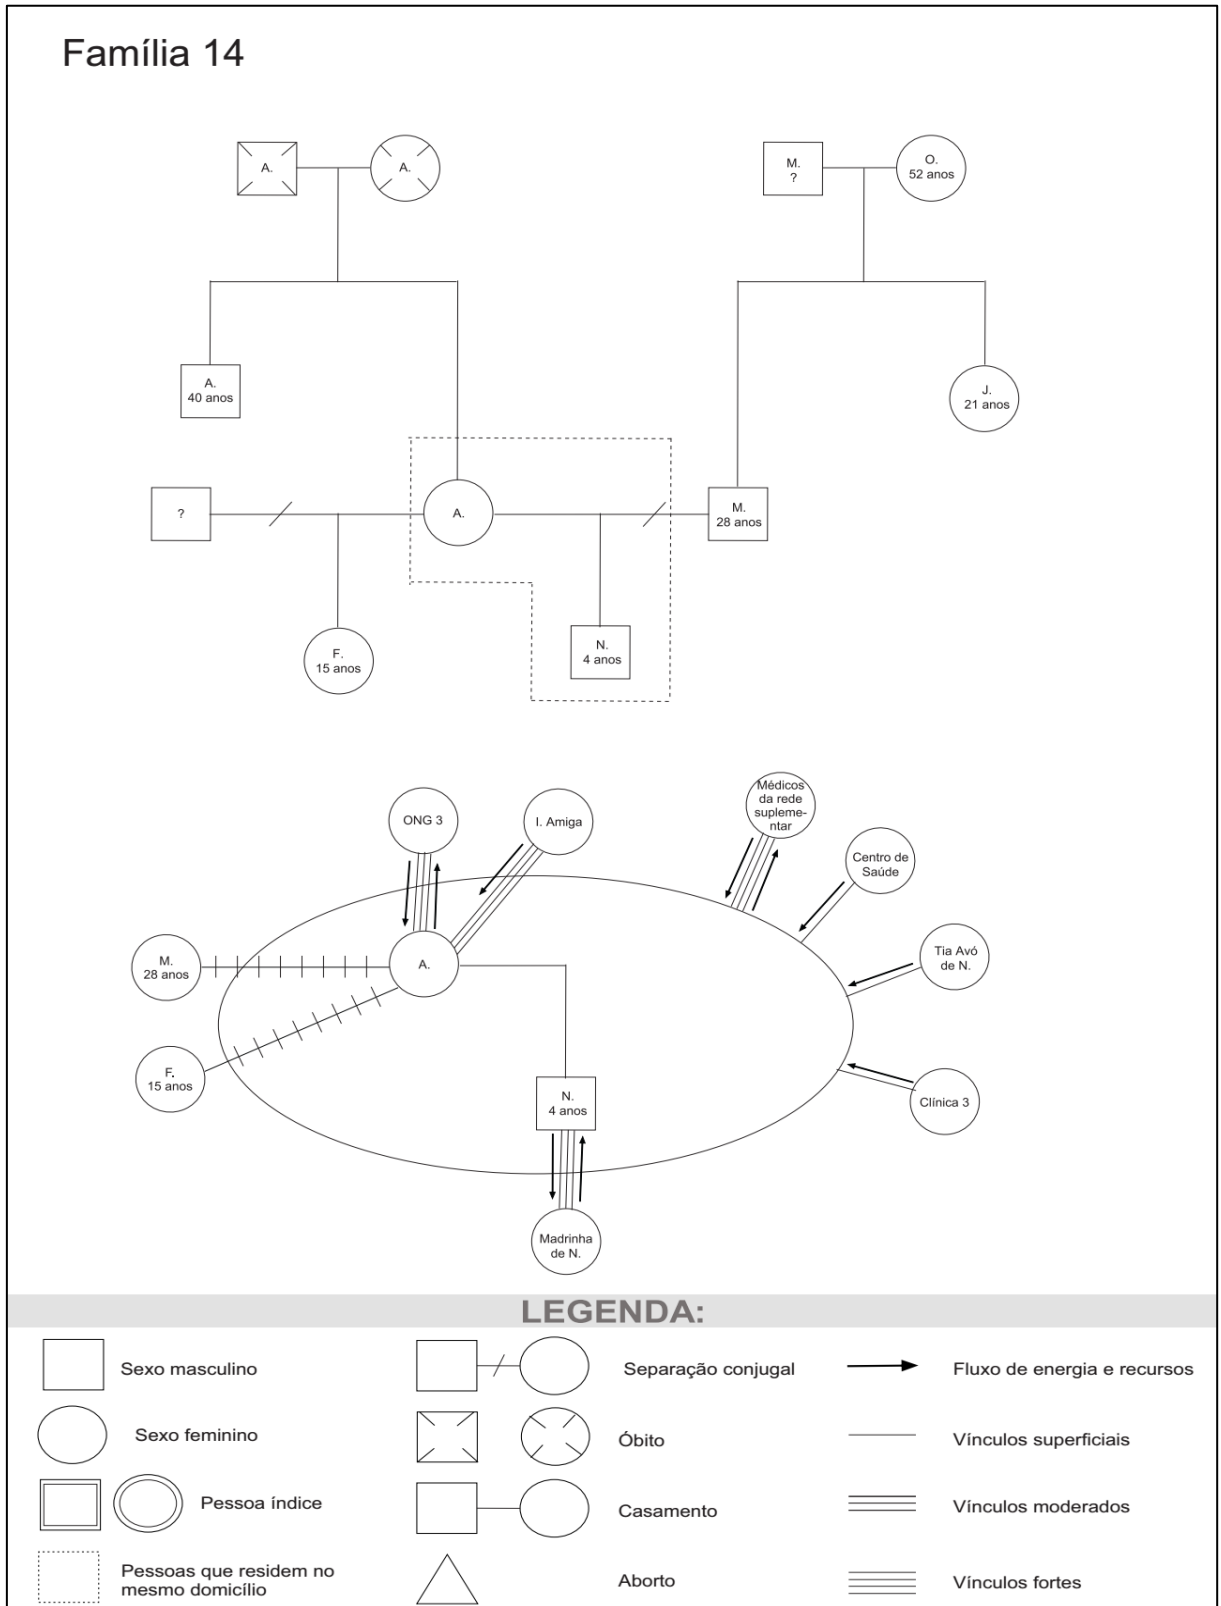 Família 14
A.
A.
M.
?
O.
52 anos
A.
40 anos
J.
21 anos
?
A.
M.
28 anos
F.
15 anos
N.
4 anos
ONG 3
I. Amiga
Médicos
da rede
supleme-
ntar
Centro de
Saúde
M.
28 anos
A.
Tia Avó
de N.
F.
15 anos
N.
4 anos
Clínica 3
Madrinha
de N.
LEGENDA:
Sexo masculino
Separação conjugal
Fluxo de energia e recursos
Sexo feminino
Óbito
Vínculos superficiais
Pessoa índice
Casamento
Vínculos moderados
Pessoas que residem no
mesmo domicílio
Aborto
Vínculos fortes